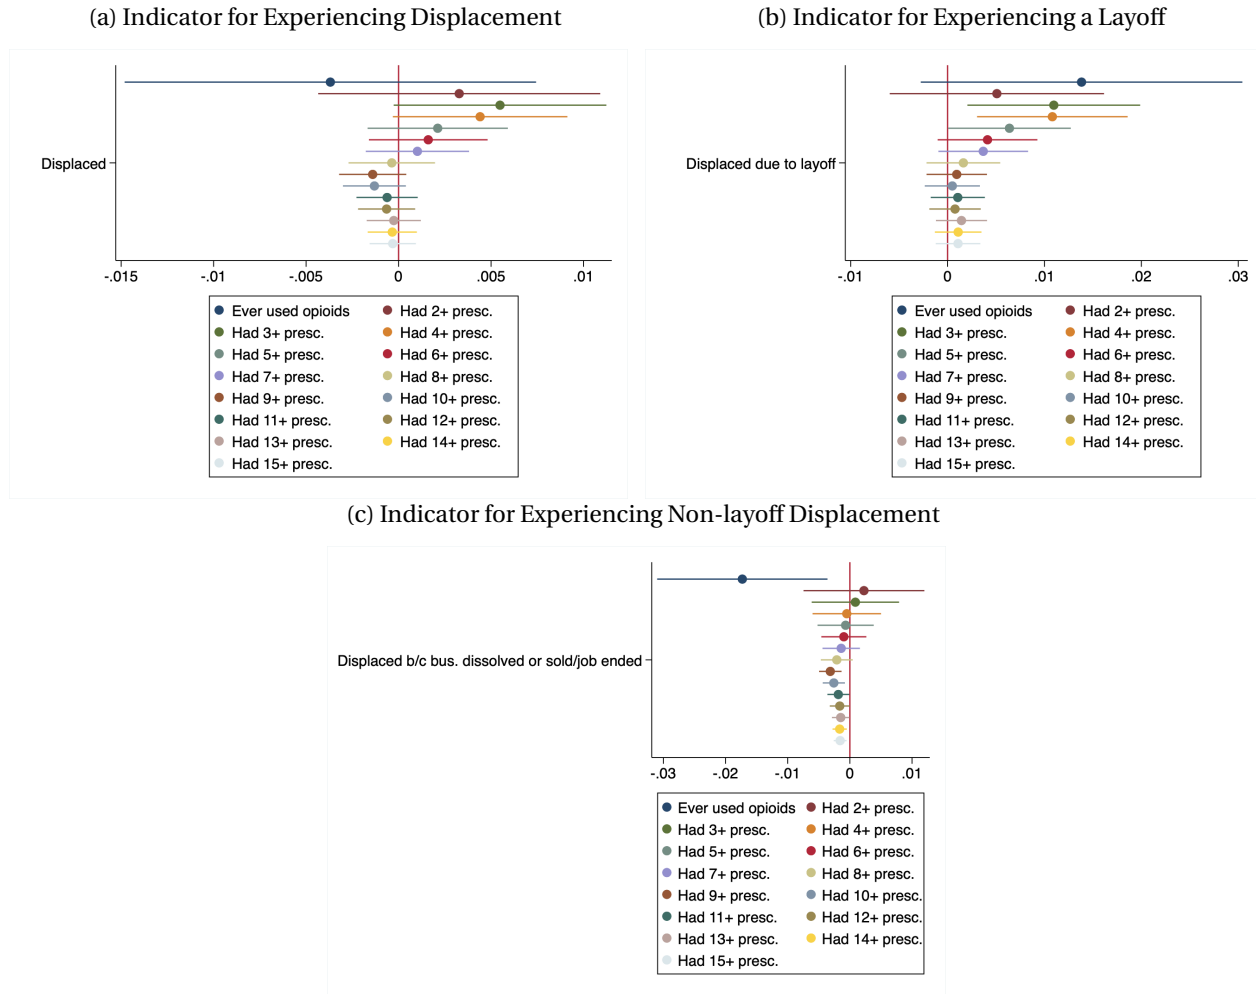 (a) Indicator for Experiencing Displacement
Displaced
-.015 -.01 -.005 0 .005 .01
Ever used opioids Had 2+ presc.
Had 3+ presc. Had 4+ presc.
Had 5+ presc. Had 6+ presc.
Had 7+ presc. Had 8+ presc.
Had 9+ presc. Had 10+ presc.
Had 11+ presc. Had 12+ presc.
Had 13+ presc. Had 14+ presc.
Had 15+ presc.
(b) Indicator for Experiencing a Layoff
Displaced due to layoff
-.01 0 .01 .02 .03
Ever used opioids Had 2+ presc.
Had 3+ presc. Had 4+ presc.
Had 5+ presc. Had 6+ presc.
Had 7+ presc. Had 8+ presc.
Had 9+ presc. Had 10+ presc.
Had 11+ presc. Had 12+ presc.
Had 13+ presc. Had 14+ presc.
Had 15+ presc.
(c) Indicator for Experiencing Non-layoff Displacement
Displaced b/c bus. dissolved or sold/job ended
-.03 -.02 -.01 0 .01
Ever used opioids Had 2+ presc.
Had 3+ presc. Had 4+ presc.
Had 5+ presc. Had 6+ presc.
Had 7+ presc. Had 8+ presc.
Had 9+ presc. Had 10+ presc.
Had 11+ presc. Had 12+ presc.
Had 13+ presc. Had 14+ presc.
Had 15+ presc.